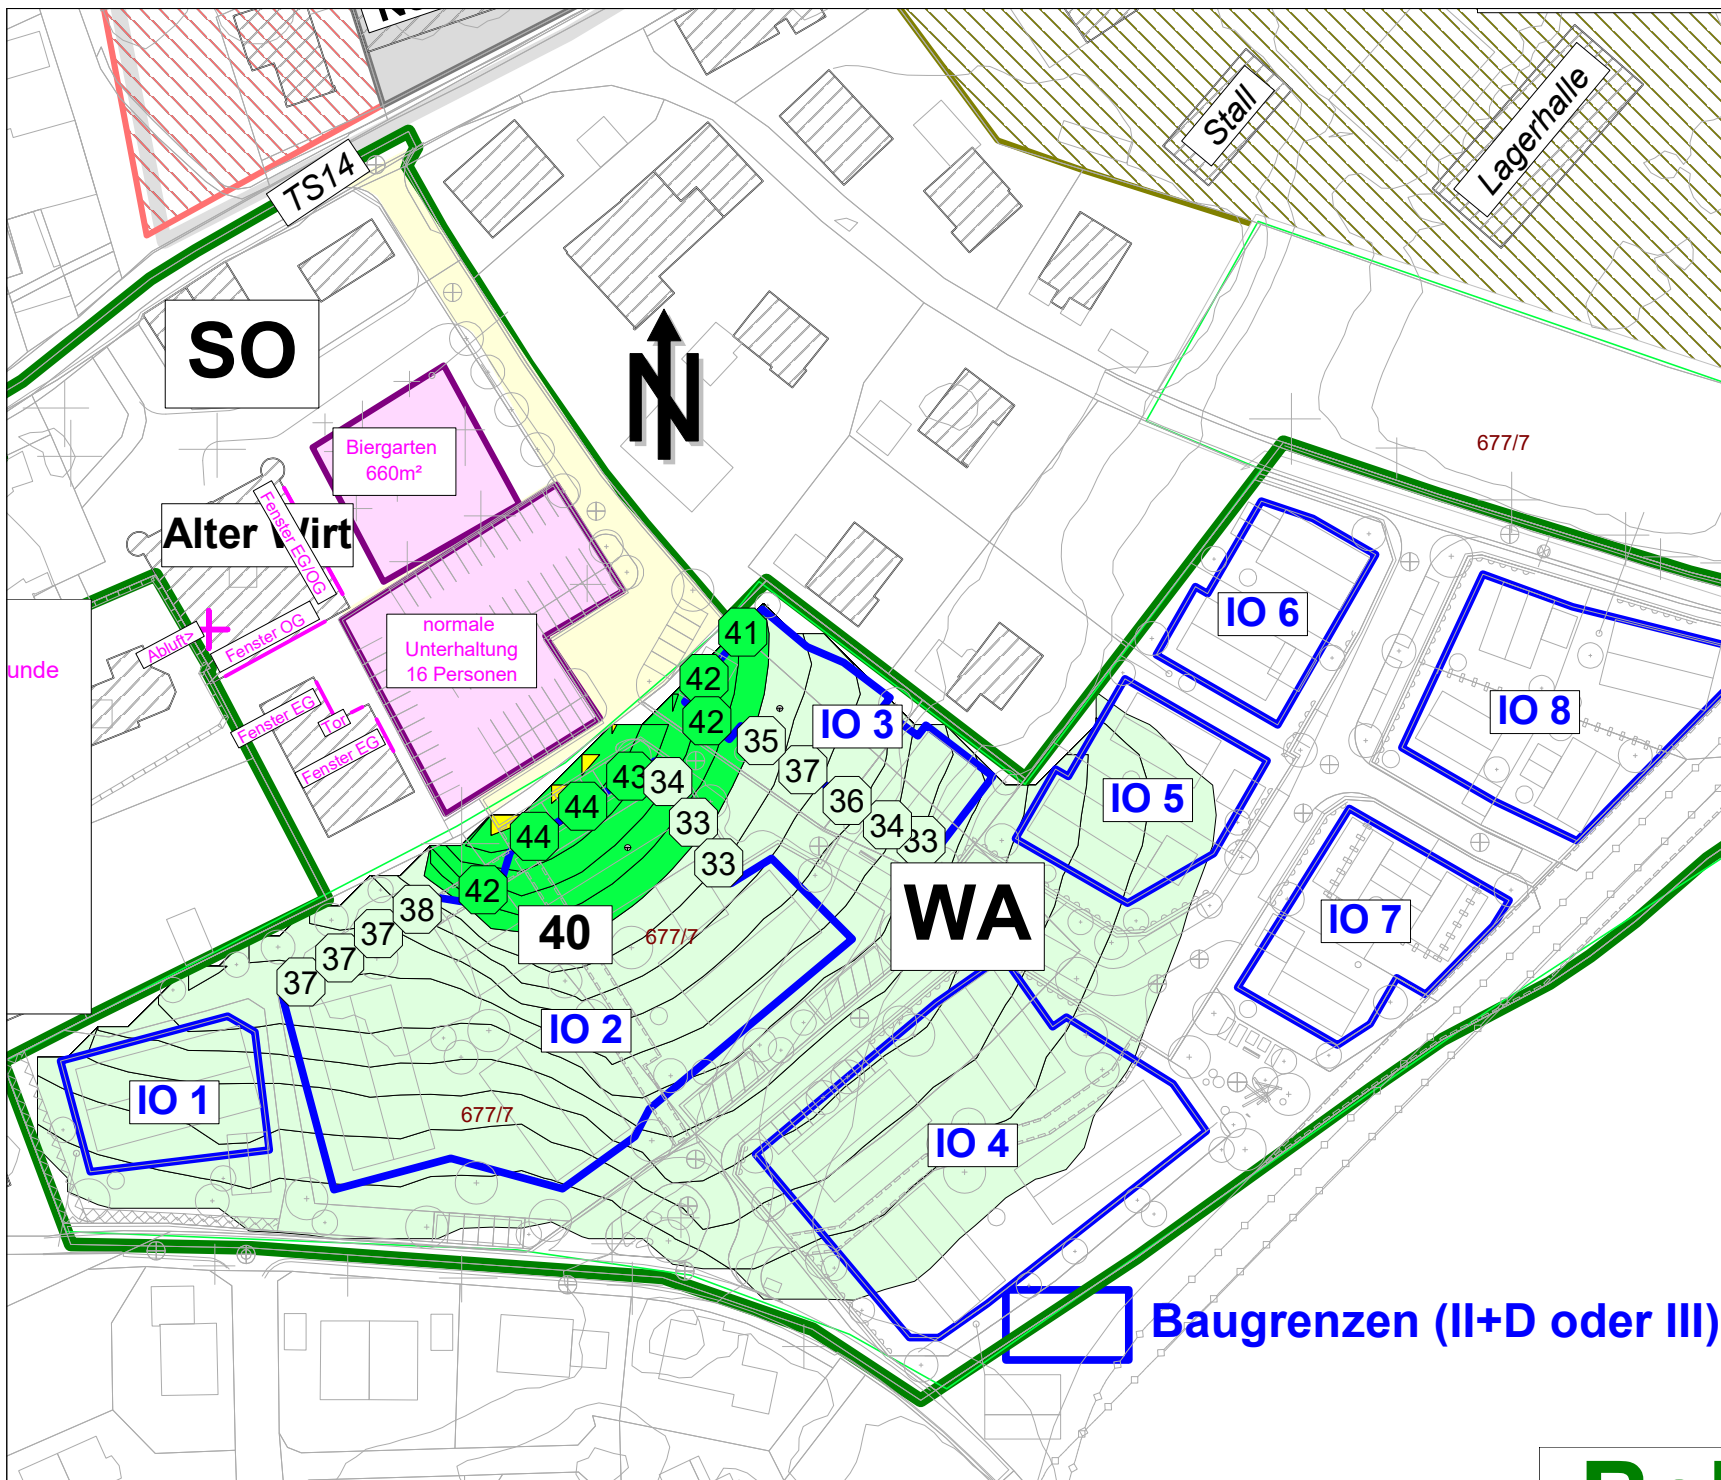 TS14
Stall
Lagerhalle
SO
N
Biergarten
660m²
677/7
Alter Wirt
Fenster EG/OG
normale
Unterhaltung
16 Personen
Fenster OG
Abluft>
unde
Fenster EG
Tor
Fenster EG
41
42
42
43
44
44
42
35
34
37
36
34
33
33
33
38
37
37
37
IO 3
IO 6
IO 8
IO 5
IO 7
WA
40
677/7
IO 2
IO 1
677/7
IO 4
Baugrenzen (II+D oder III)